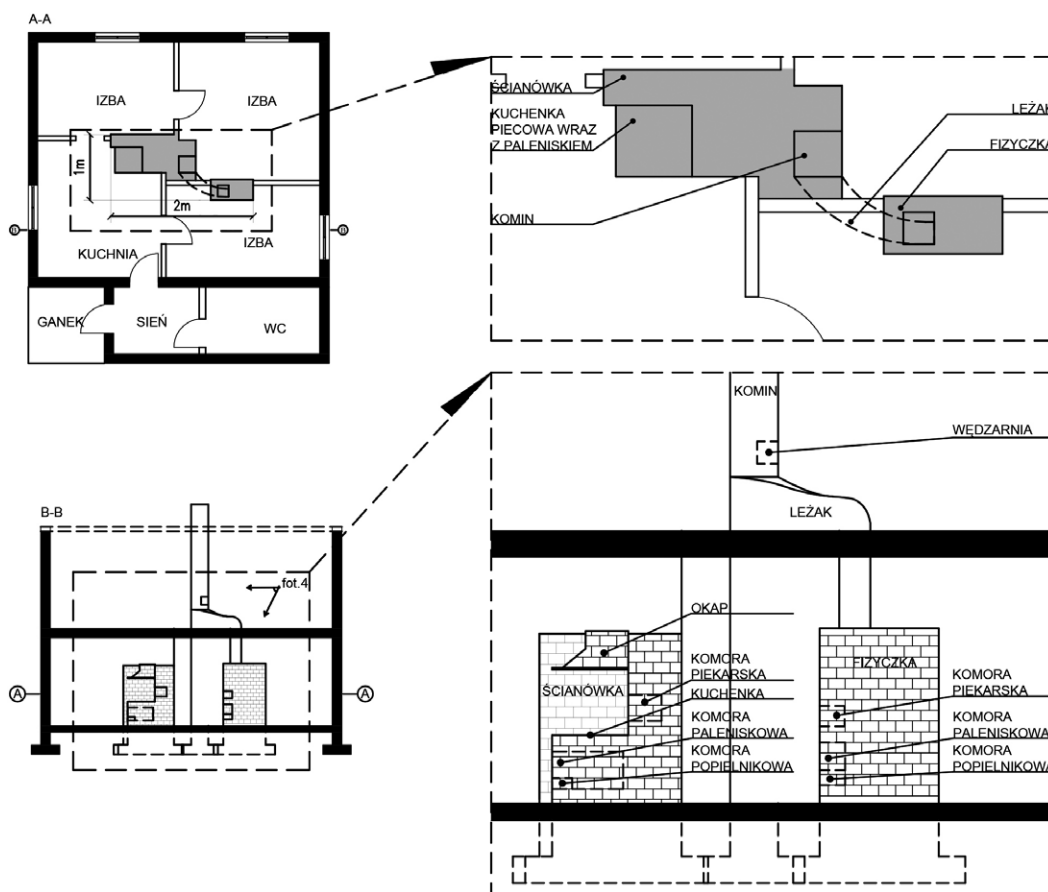 A-A
IZBA
IZBA
1m
2m
IZBA
KUCHNIA
GANEK
SIEŃ
WC
B
B
ŚCIANÓWKA
KUCHENKA
PIECOWA WRAZ
Z PALENISKIEM
KOMIN
LEŻAK
FIZYCZKA
B-B
fot.4
A
A
KOMIN
WĘDZARNIA
LEŻAK
OKAP
KOMORA
PIEKARSKA
ŚCIANÓWKA
KUCHENKA
KOMORA
PALENISKOWA
KOMORA
POPIELNIKOWA
FIZYCZKA
KOMORA
PIEKARSKA
KOMORA
PALENISKOWA
KOMORA
POPIELNIKOWA